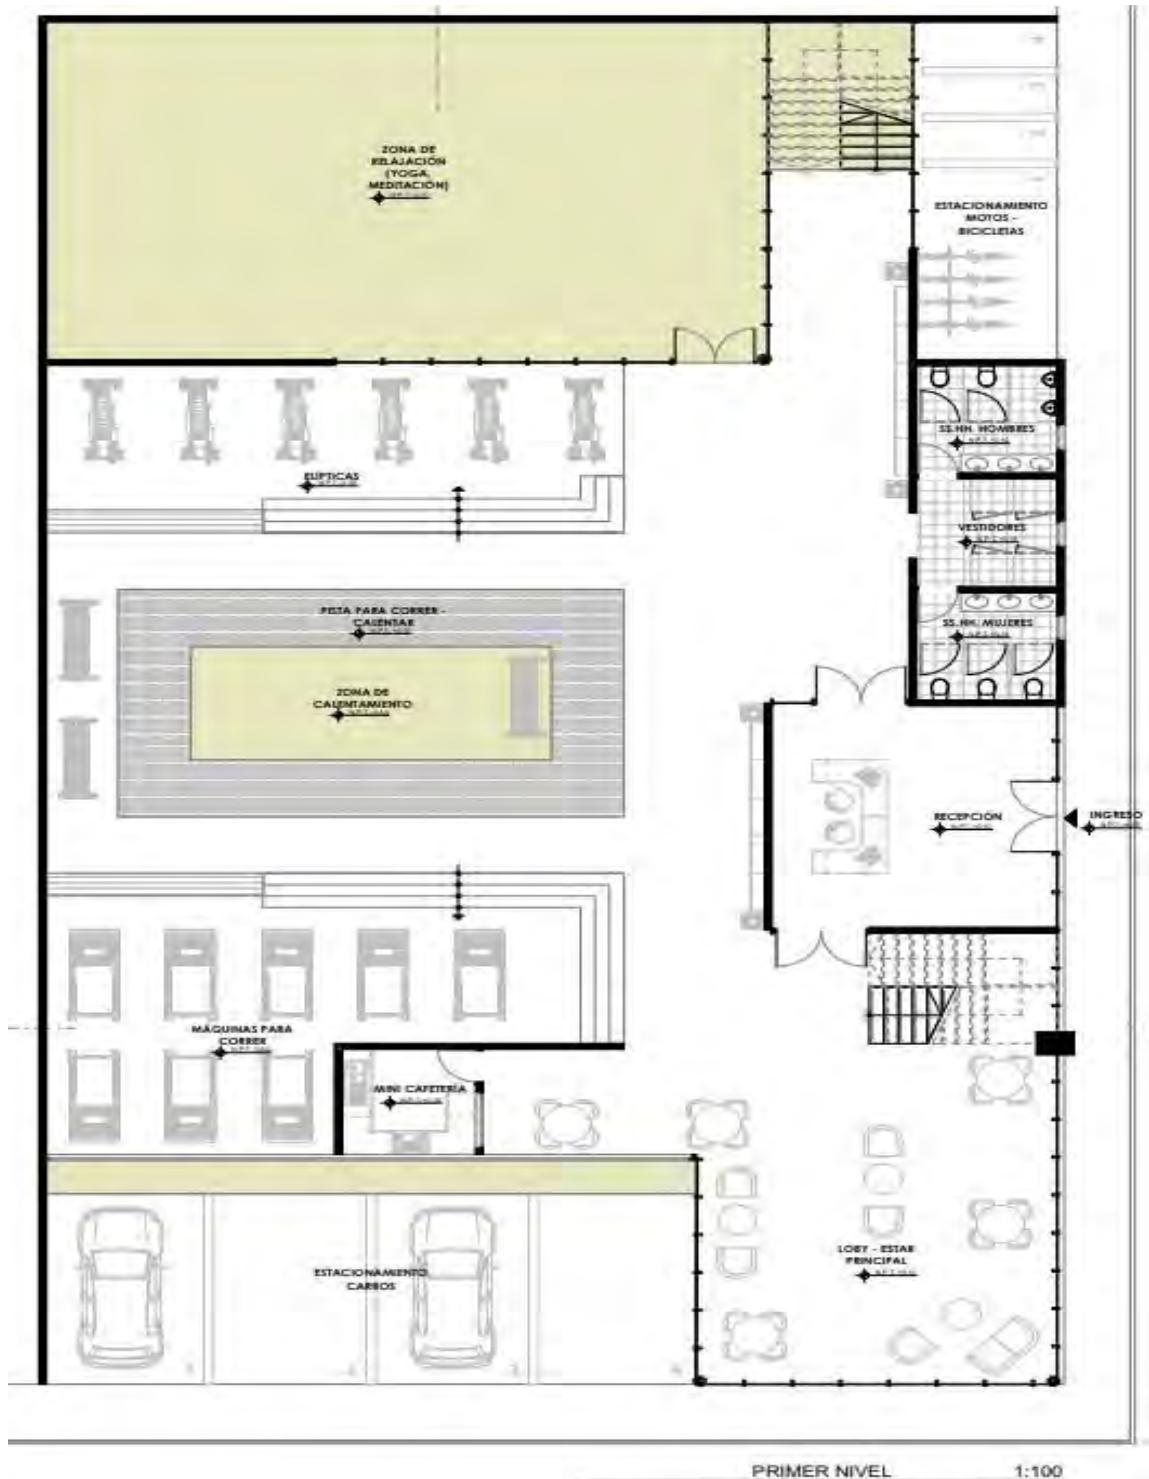 ZONA DE
RELAJACIÓN
(YOGA,
MEDITACIÓN)
ESTACIONAMIENTO
MOTOS -
BICICLETAS
SS.HH. HOMBRES
ELIPTICAS
VESTIDORES
PISTA PARA CORRER -
CALENTAR
SS.HH. MUJERES
ZONA DE
CALENTAMIENTO
RECEPCIÓN
INGRESO
MÁQUINAS PARA
CORRER
MINI CAFETERÍA
LOBY - ESTAR
PRINCIPAL
ESTACIONAMIENTO
CARROS
PRIMER NIVEL
1:100